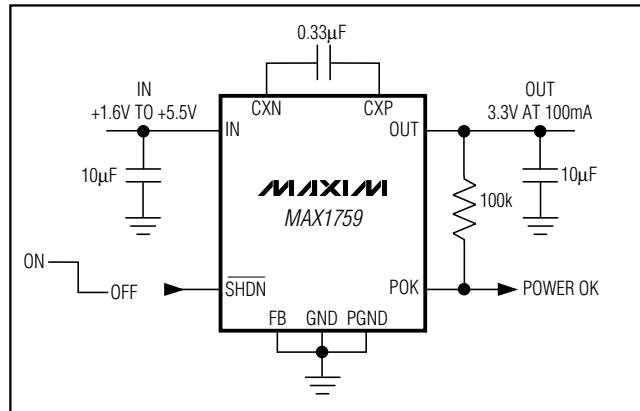 0.33μF
IN
+1.6V TO +5.5V
OUT
3.3V AT 100mA
CXN
CXP
IN
OUT
10μF
MAXIM
MAX1759
100k
10μF
ON
OFF
SHDN
POK
POWER OK
FB
GND
PGND